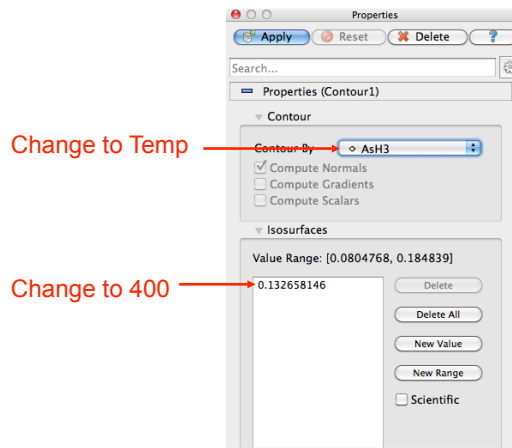 Properties
Apply Reset Delete ?
Search...
Properties (Contour1)
Contour
Change to Temp
Contour By AsH3
Compute Normals
Compute Gradients
Compute Scalars
Isosurfaces
Value Range: [0.0804768, 0.184839]
Change to 400
0.132658146 Delete
Delete All
New Value
New Range
Scientific